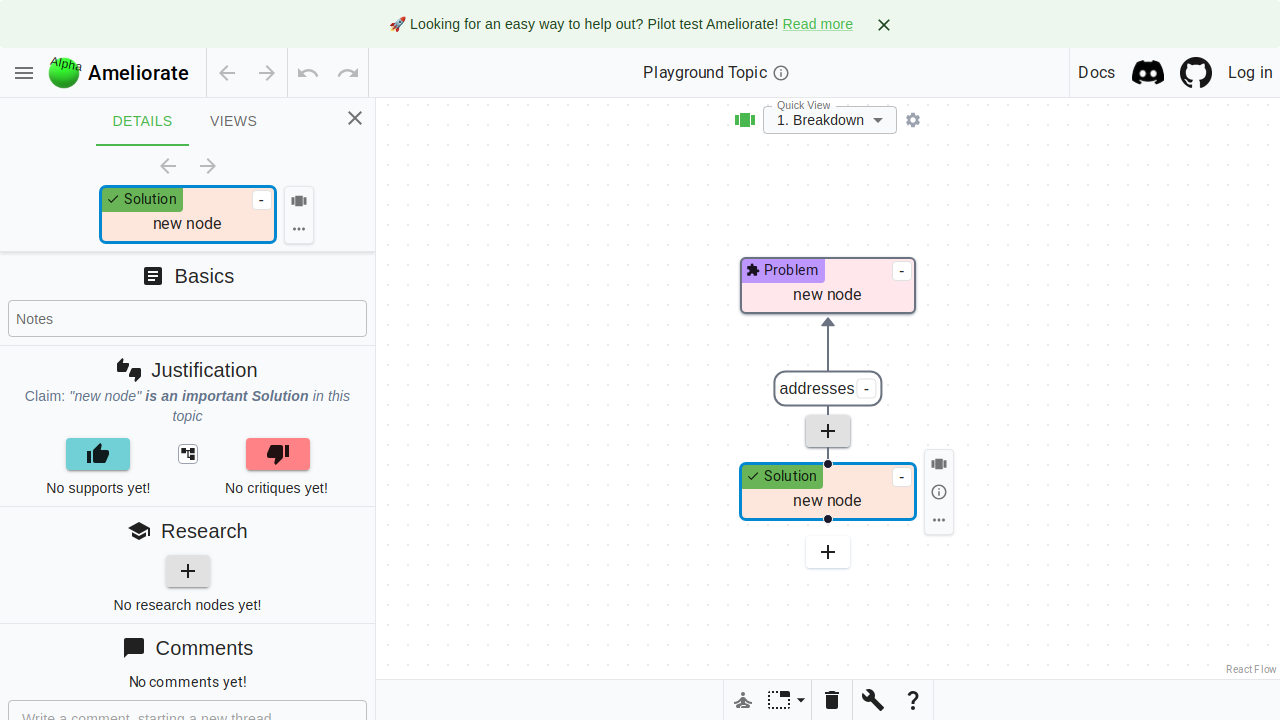 🚀 Looking for an easy way to help out? Pilot test Ameliorate! Read more
Alpha
Ameliorate
Playground Topic
Docs
Log in
DETAILS
VIEWS
Solution
-
new node
Basics
Notes
Justification
Claim: "new node" is an important Solution in this
topic
No supports yet!
No critiques yet!
Research
No research nodes yet!
Comments
No comments yet!
Write a comment, starting a new thread
Quick View
1. Breakdown
Problem
-
new node
addresses -
Solution
-
new node
React Flow